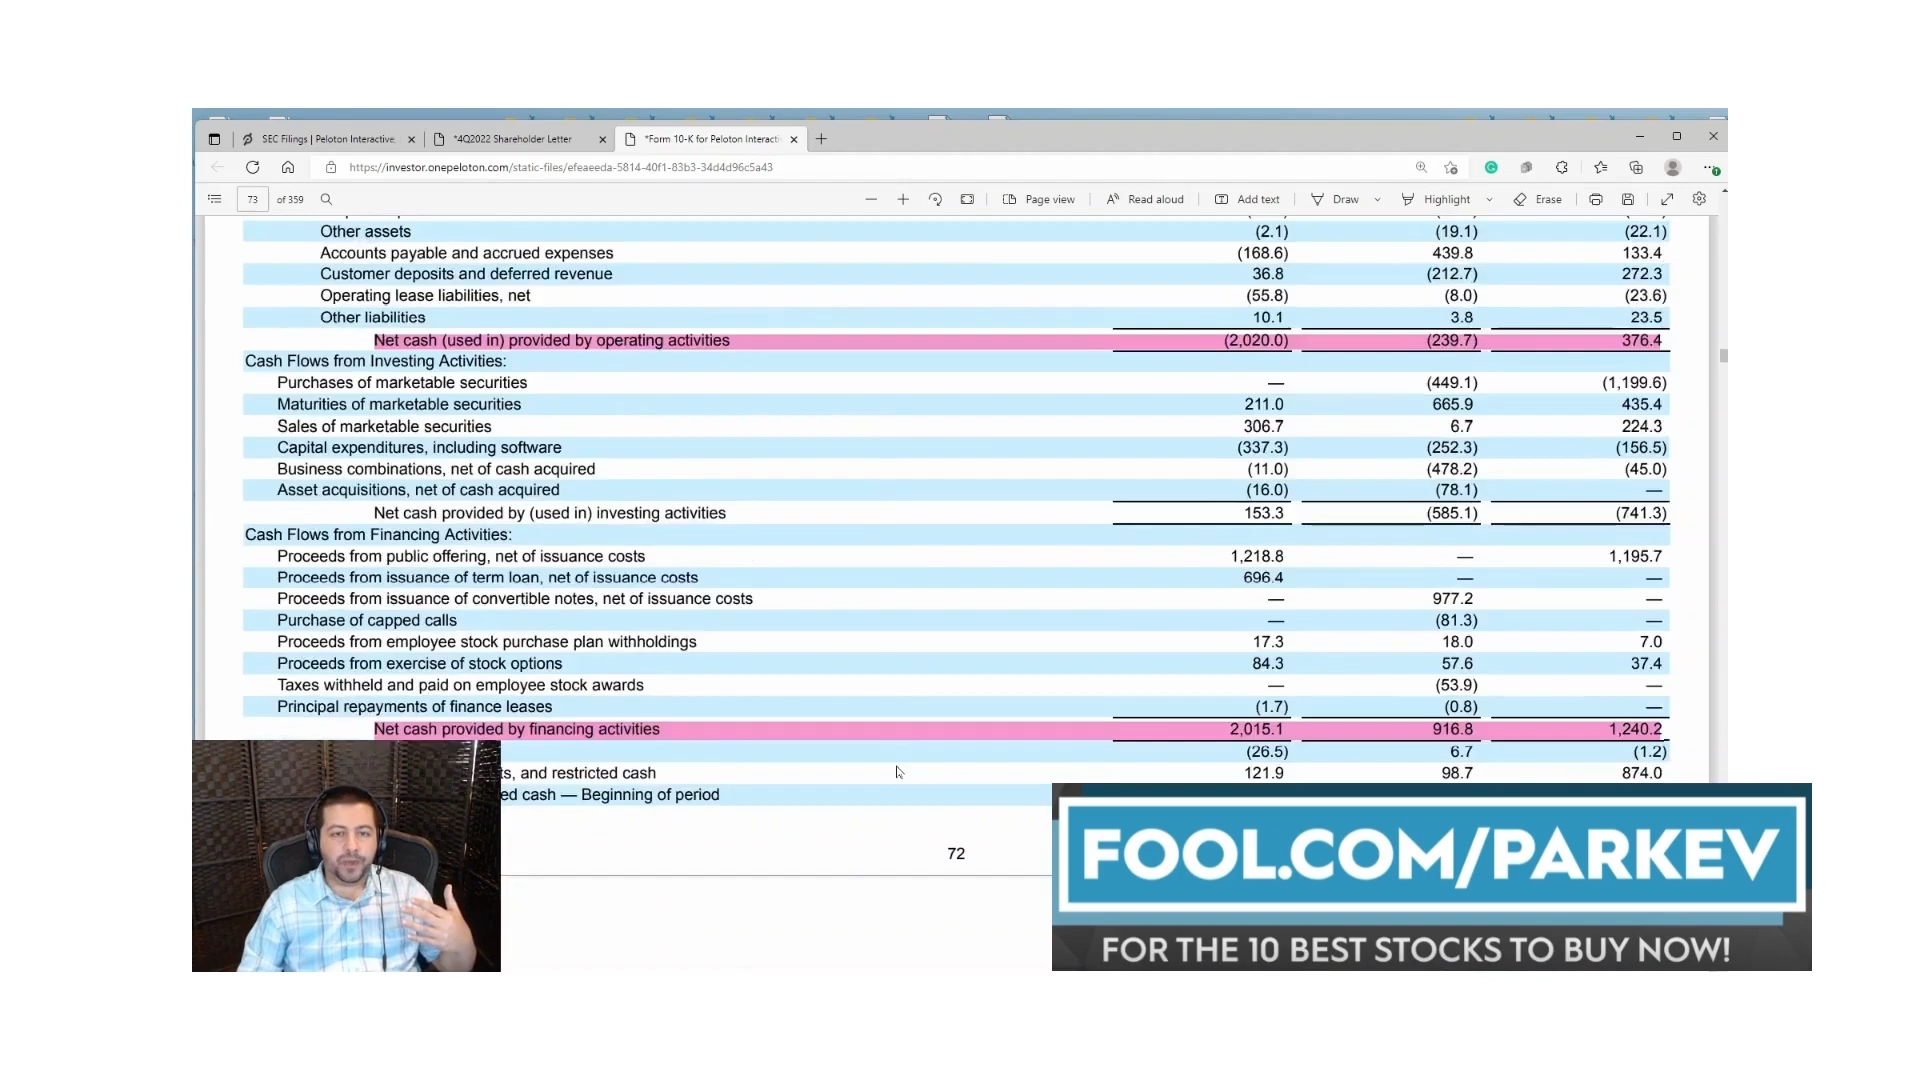 SEC Filings | Peloton Interactive
*4Q2022 Shareholder Letter
*Form 10-K for Peloton Interacti
https://investor.onepeloton.com/static-files/efeaeeda-5814-40f1-83b3-34d4d96c5a43
73 of 359 Page view Read aloud Add text Draw Highlight Erase
Other assets (2.1) (19.1) (22.1)
Accounts payable and accrued expenses (168.6) 439.8 133.4
Customer deposits and deferred revenue 36.8 (212.7) 272.3
Operating lease liabilities, net (55.8) (8.0) (23.6)
Other liabilities 10.1 3.8 23.5
Net cash (used in) provided by operating activities (2,020.0) (239.7) 376.4
Cash Flows from Investing Activities:
Purchases of marketable securities — (449.1) (1,199.6)
Maturities of marketable securities 211.0 665.9 435.4
Sales of marketable securities 306.7 6.7 224.3
Capital expenditures, including software (337.3) (252.3) (156.5)
Business combinations, net of cash acquired (11.0) (478.2) (45.0)
Asset acquisitions, net of cash acquired (16.0) (78.1) —
Net cash provided by (used in) investing activities 153.3 (585.1) (741.3)
Cash Flows from Financing Activities:
Proceeds from public offering, net of issuance costs 1,218.8 — 1,195.7
Proceeds from issuance of term loan, net of issuance costs 696.4 — —
Proceeds from issuance of convertible notes, net of issuance costs — 977.2 —
Purchase of capped calls — (81.3) —
Proceeds from employee stock purchase plan withholdings 17.3 18.0 7.0
Proceeds from exercise of stock options 84.3 57.6 37.4
Taxes withheld and paid on employee stock awards — (53.9) —
Principal repayments of finance leases (1.7) (0.8) —
Net cash provided by financing activities 2,015.1 916.8 1,240.2
(26.5) 6.7 (1.2)
ts, and restricted cash 121.9 98.7 874.0
ed cash — Beginning of period
72
FOOL.COM/PARKEV
FOR THE 10 BEST STOCKS TO BUY NOW!